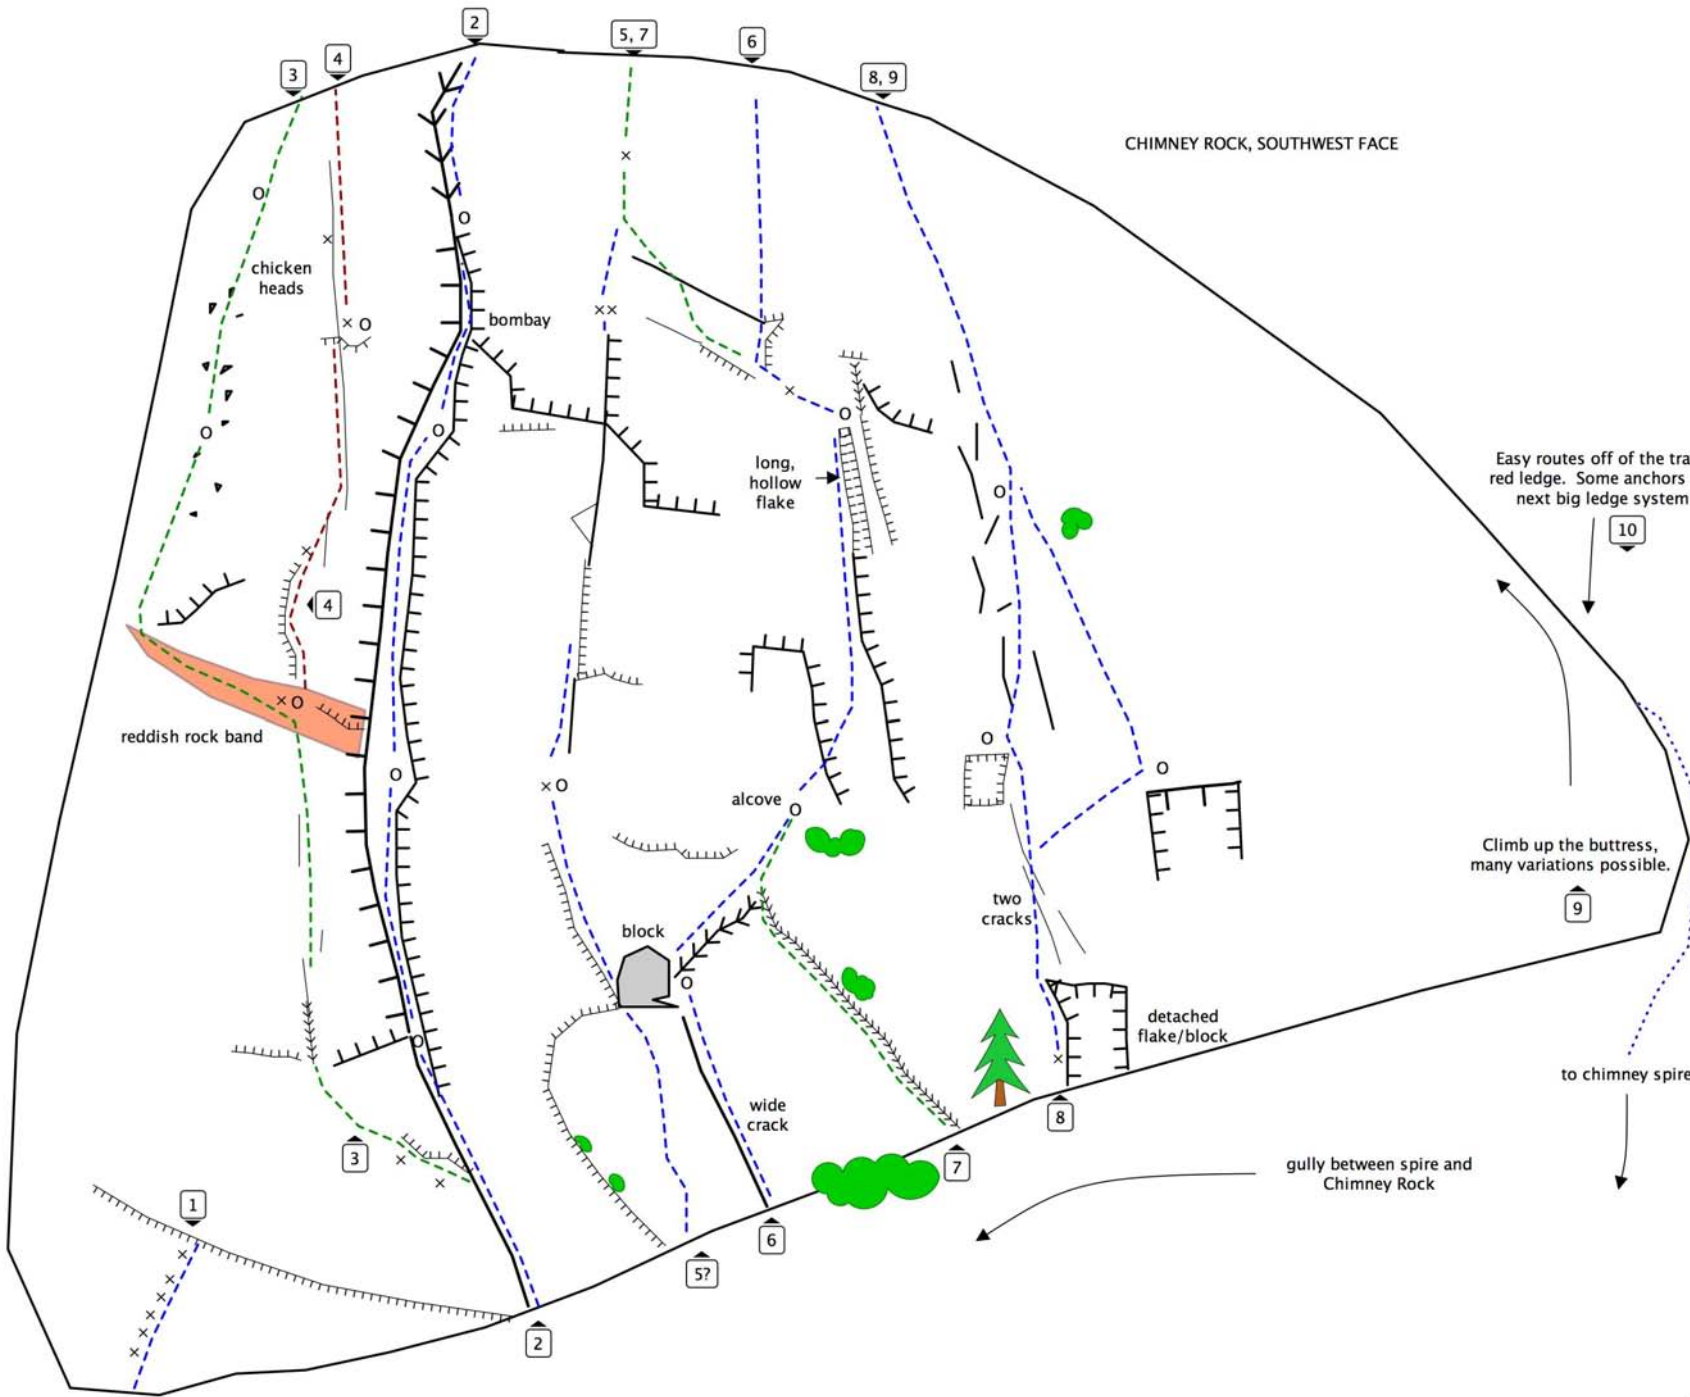 2
5, 7
6
4
3
8, 9
CHIMNEY ROCK, SOUTHWEST FACE
chicken
heads
bombay
long,
hollow
flake
Easy routes off of the tra
red ledge. Some anchors
next big ledge system
10
4
reddish rock band
alcove
Climb up the buttress,
many variations possible.
9
two
cracks
block
detached
flake/block
to chimney spire
wide
crack
8
3
7
gully between spire and
Chimney Rock
1
6
5?
2